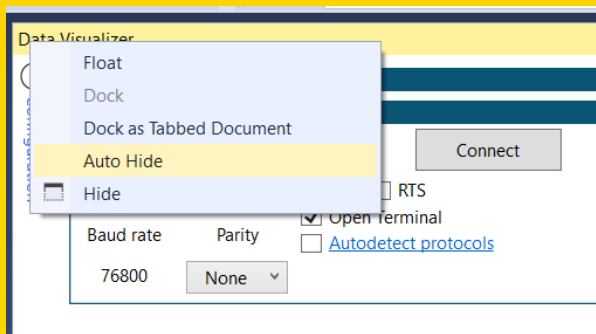 Data Visualizer
Float
Dock
Dock as Tabbed Document
Auto Hide
Hide
Connect
RTS
Open Terminal
Baud rate Parity
Autodetect protocols
76800 None